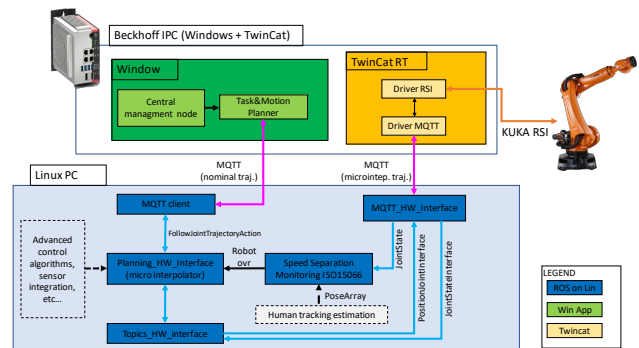 Beckhoff IPC (Windows + TwinCat)
Window
TwinCat RT
Central
managment node
Task&Motion
Planner
Driver RSI
Driver MQTT
KUKA RSI
MQTT
(nominal traj.)
MQTT
(microintep. traj.)
Linux PC
MQTT client
MQTT_HW_Interface
FollowJointTrajectoryAction
Advanced
control
algorithms,
sensor
integration,
etc...
Planning_HW_Interface
(micro interpolator)
Robot
ovr
Speed Separation
Monitoring ISO15066
JointState
PositionJointInterface
JointStateInterface
PoseArray
Human tracking estimation
Topics_HW_interface
LEGEND
ROS on Lin
Win App
Twincat